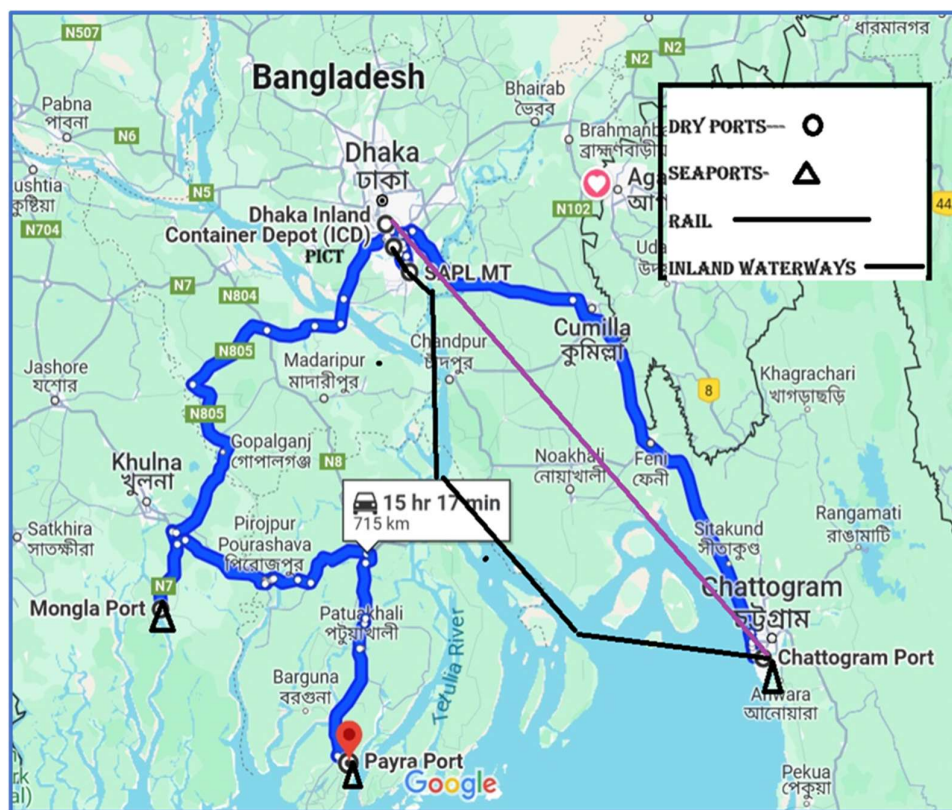 N507
N2
N2
ধারমানগর
Bangladesh
Bhairab
ভৈরব
Pabna
পাবনা
N6
DRY PORTS—
Brahmanba
ব্রাহ্মণবাড়ীয়
Dhaka
ঢাকা
Aga
SEAPORTS-
ushtia
কুষ্টিয়া
N5
N102
44
N704
Dhaka Inland
Container Depot (ICD)
RAIL
PICT
SAPL MT
INLAND WATERWAYS
N7
N804
Cumilla
কুমিল্লা
N805
Chandpur
চাঁদপুর
Madaripur
মাদারীপুর
Jashore
যশোর
Khagrachari
খাগড়াছড়ি
8
N805
Gopalganj
গোপালগঞ্জ
N8
Noakhali
নোয়াখালী
Feni
ফেনী
Khulna
খুলনা
15 hr 17 min
715 km
Satkhira
সাতক্ষীরা
Pirojpur
Pourashava
পিরোজপুর
Sitakund
সীতাকুণ্ড
Rangamati
রাঙামাটি
N7
Mongla Port
Chattogram
চট্টগ্রাম
Patuakhali
পটুয়াখালী
Tetulia River
Chattogram Port
Barguna
বরগুনা
Anwara
আনোয়ারা
Payra Port
Google
Pekua
পেকুয়া
al)